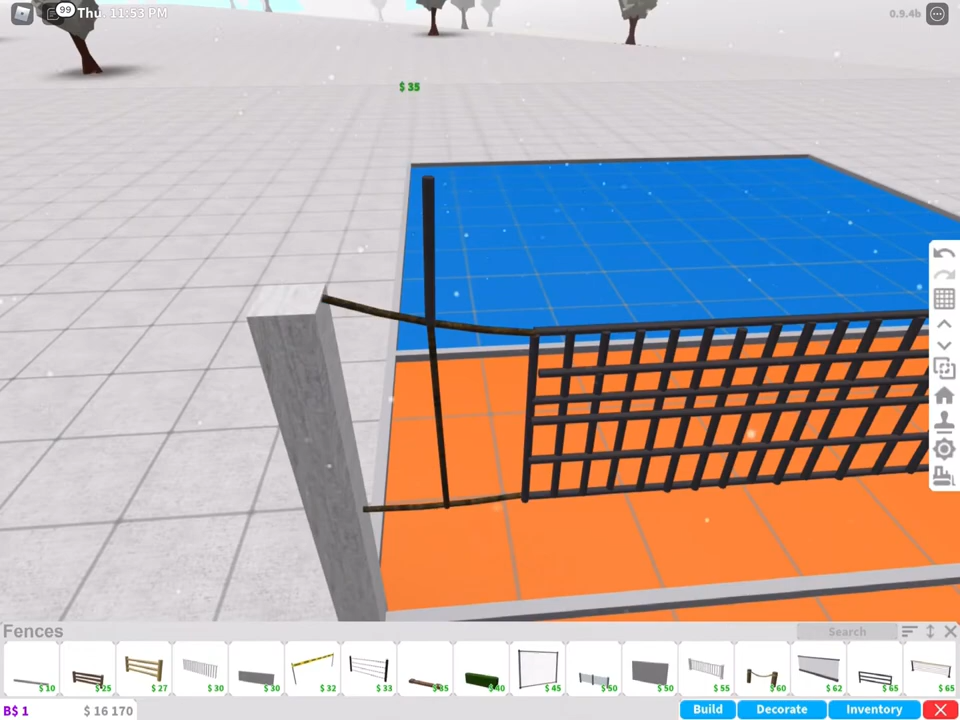 99 Thu. 11:53 PM
0.9.4b
$ 35
Fences
Search
$ 10 $ 25 $ 27 $ 30 $ 30 $ 32 $ 33 $ 35 $ 40 $ 45 $ 50 $ 50 $ 55 $ 60 $ 62 $ 65 $ 65
B$ 1 $ 16 170 Build Decorate Inventory